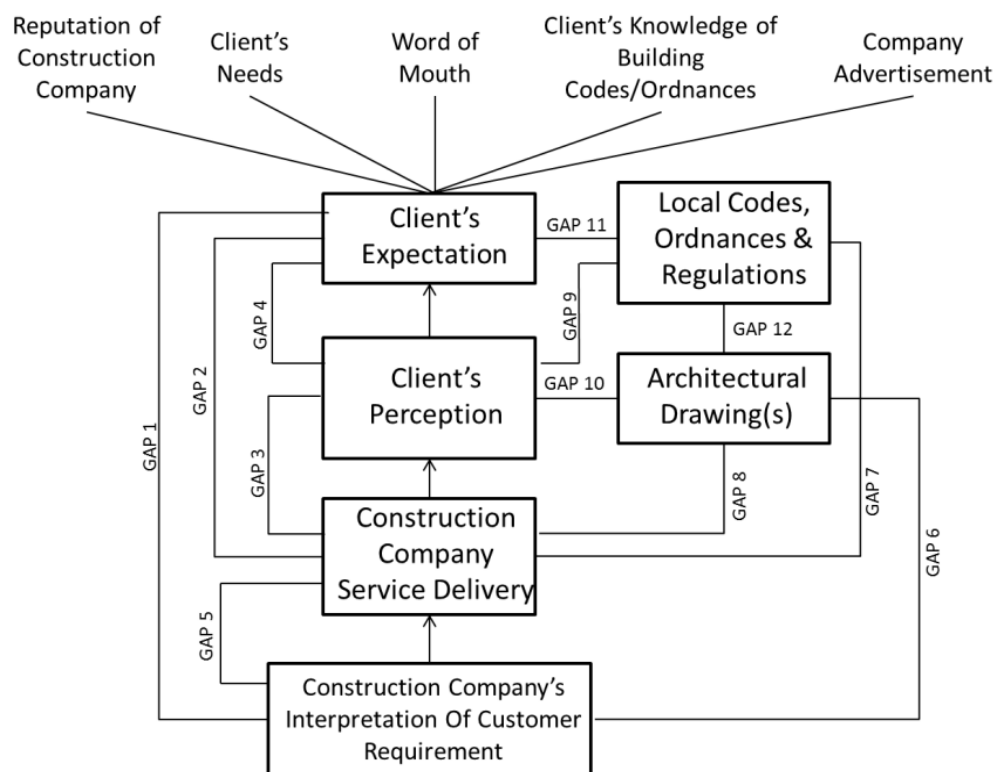 Reputation of
Construction
Company
Client's
Needs
Word of
Mouth
Client's Knowledge of
Building
Codes/Ordnances
Company
Advertisement
Client's
Expectation
GAP 11
Local Codes,
Ordnances &
Regulations
GAP 4
GAP 9
GAP 12
GAP 2
Client's
Perception
GAP 10
Architectural
Drawing(s)
GAP 1
GAP 3
GAP 8
GAP 7
GAP 6
Construction
Company
Service Delivery
GAP 5
Construction Company's
Interpretation Of Customer
Requirement